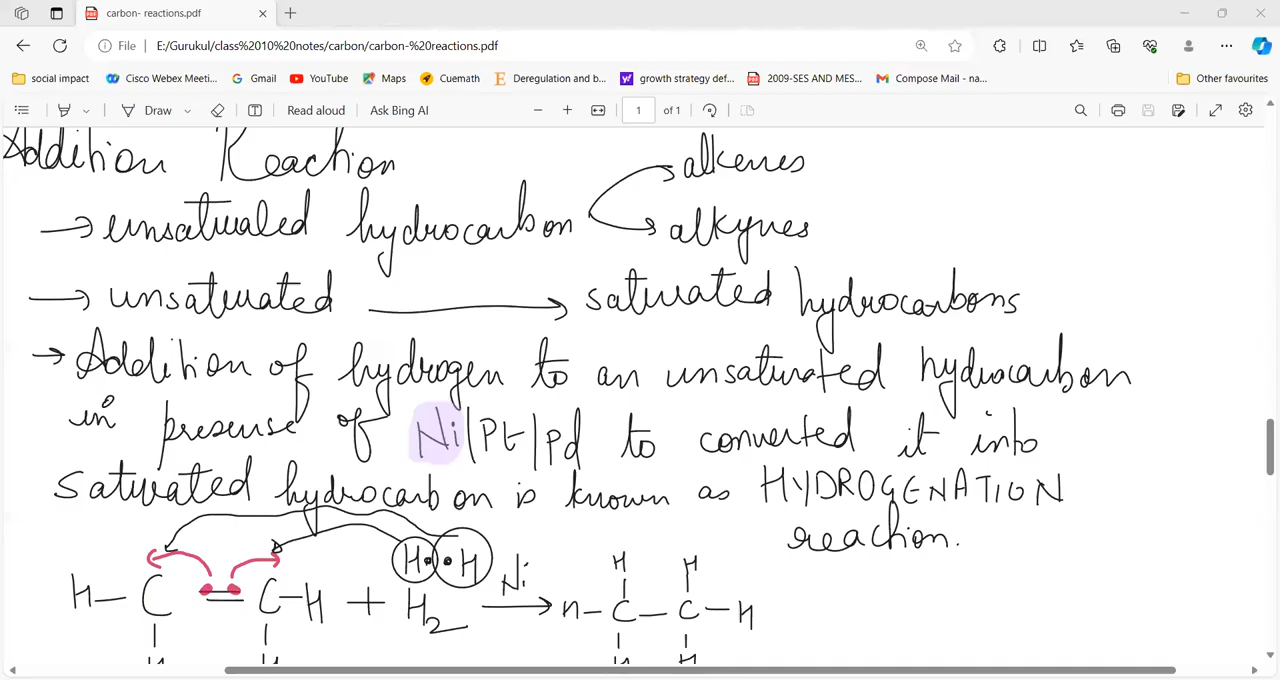 carbon- reactions.pdf
File E:/Gurukul/class%2010%20notes/carbon/carbon-%20reactions.pdf
social impact Cisco Webex Meeti... Gmail YouTube Maps Cuemath Deregulation and b... growth strategy def... 2009-SES AND MES... Compose Mail - na... Other favourites
Draw Read aloud Ask Bing AI 1 of 1
Addition Reaction alkenes
→ unsaturated hydrocarbon → alkynes
→ unsaturated → saturated hydrocarbons
→ Addition of hydrogen to an unsaturated hydrocarbon
in presense of Ni/Pt/Pd to converted it into
saturated hydrocarbon is known as HYDROGENATION
reaction.
H H Ni H H
H-C=C-H + H2 → H-C-C-H
H H H H